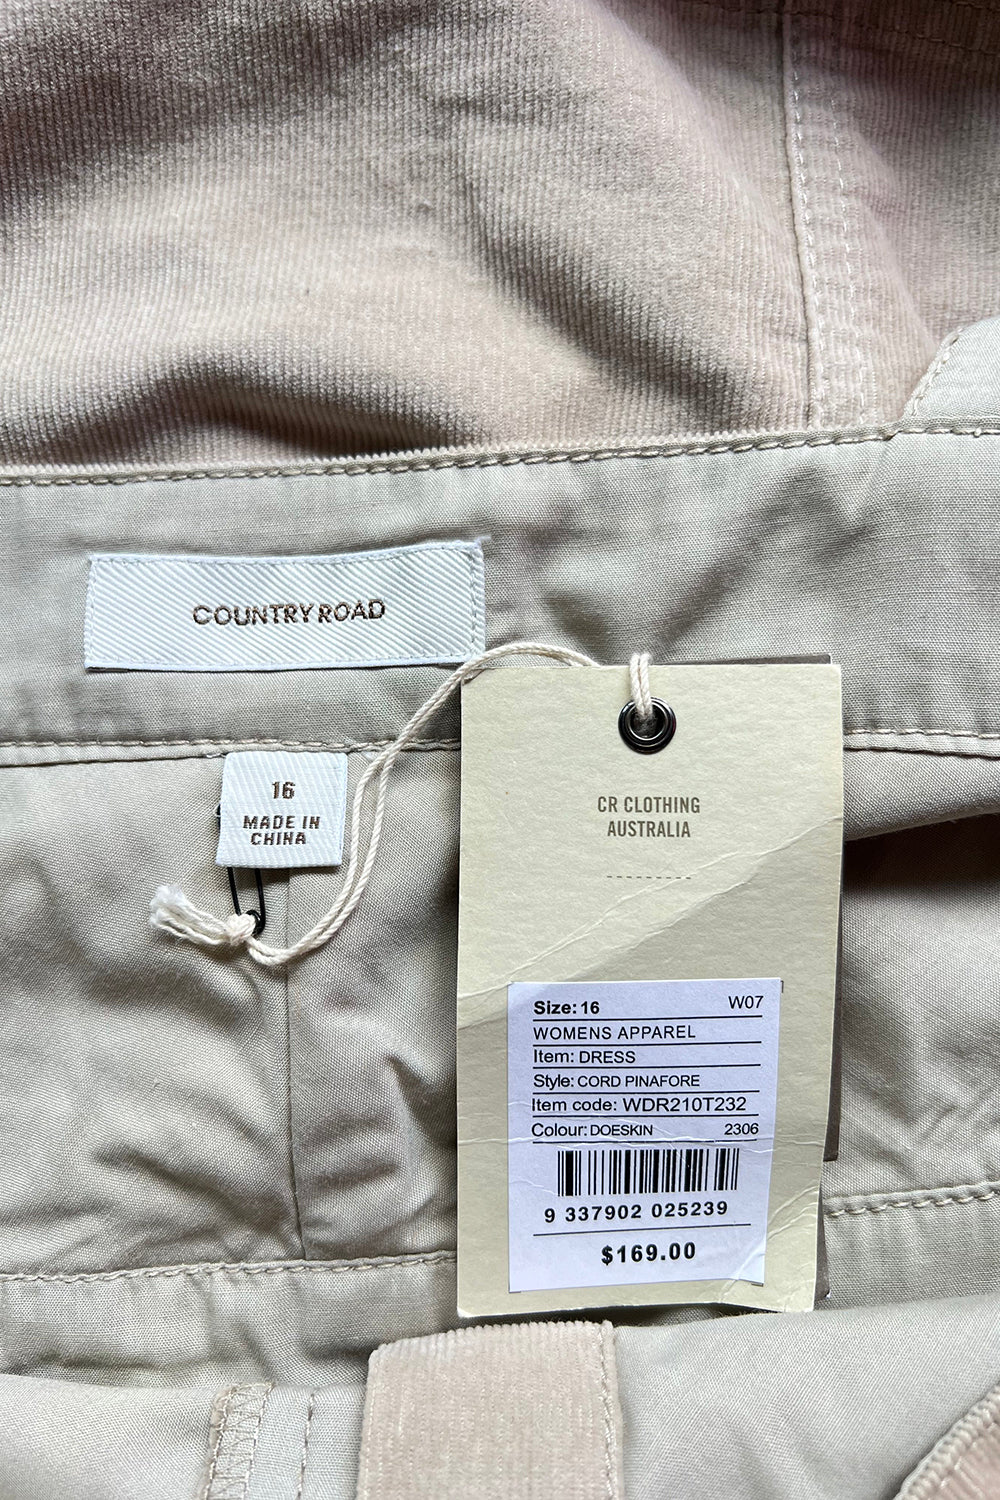 COUNTRY ROAD
16
MADE IN
CHINA
CR CLOTHING
AUSTRALIA
Size: 16 W07
WOMENS APPAREL
Item: DRESS
Style: CORD PINAFORE
Item code: WDR210T232
Colour: DOESKIN 2306
9 337902 025239
$169.00